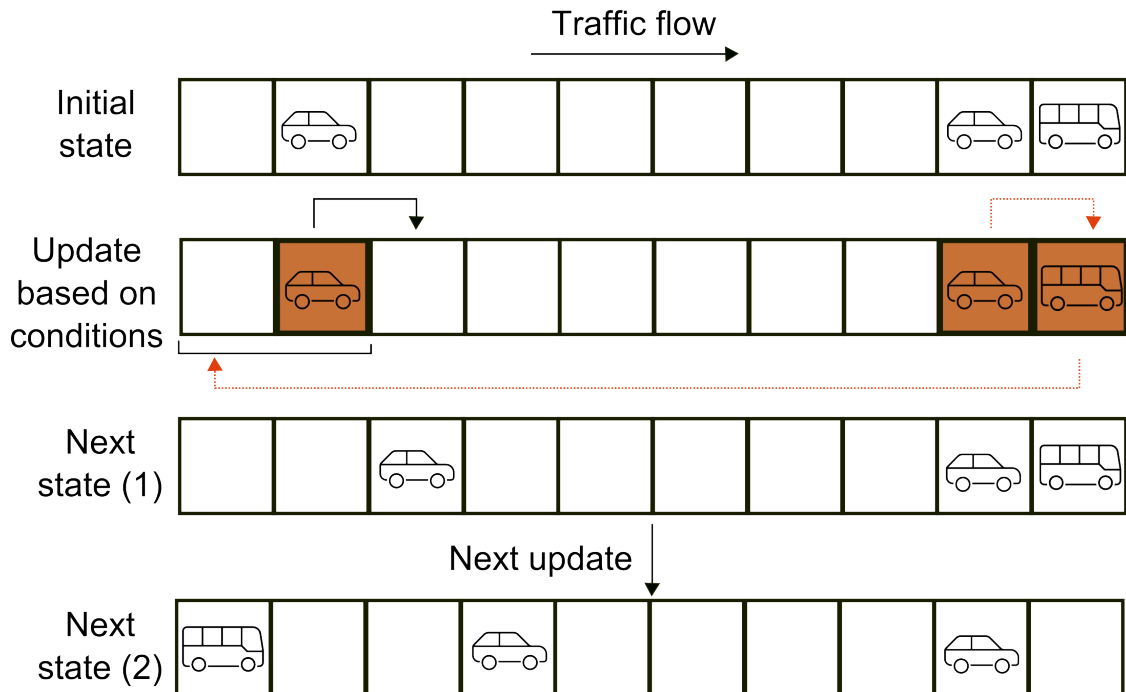 Traffic flow
Initial
state
Update
based on
conditions
Next
state (1)
Next update
Next
state (2)